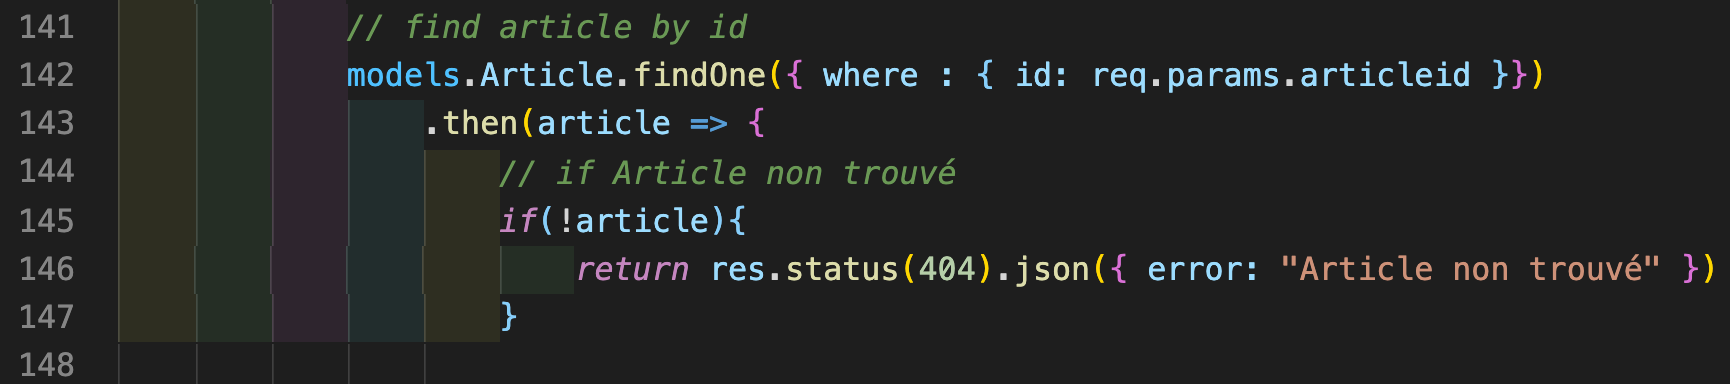 141 // find article by id
142 models.Article.findOne({ where : { id: req.params.articleid }})
143 .then(article => {
144 // if Article non trouvé
145 if(!article){
146 return res.status(404).json({ error: "Article non trouvé" })
147 }
148